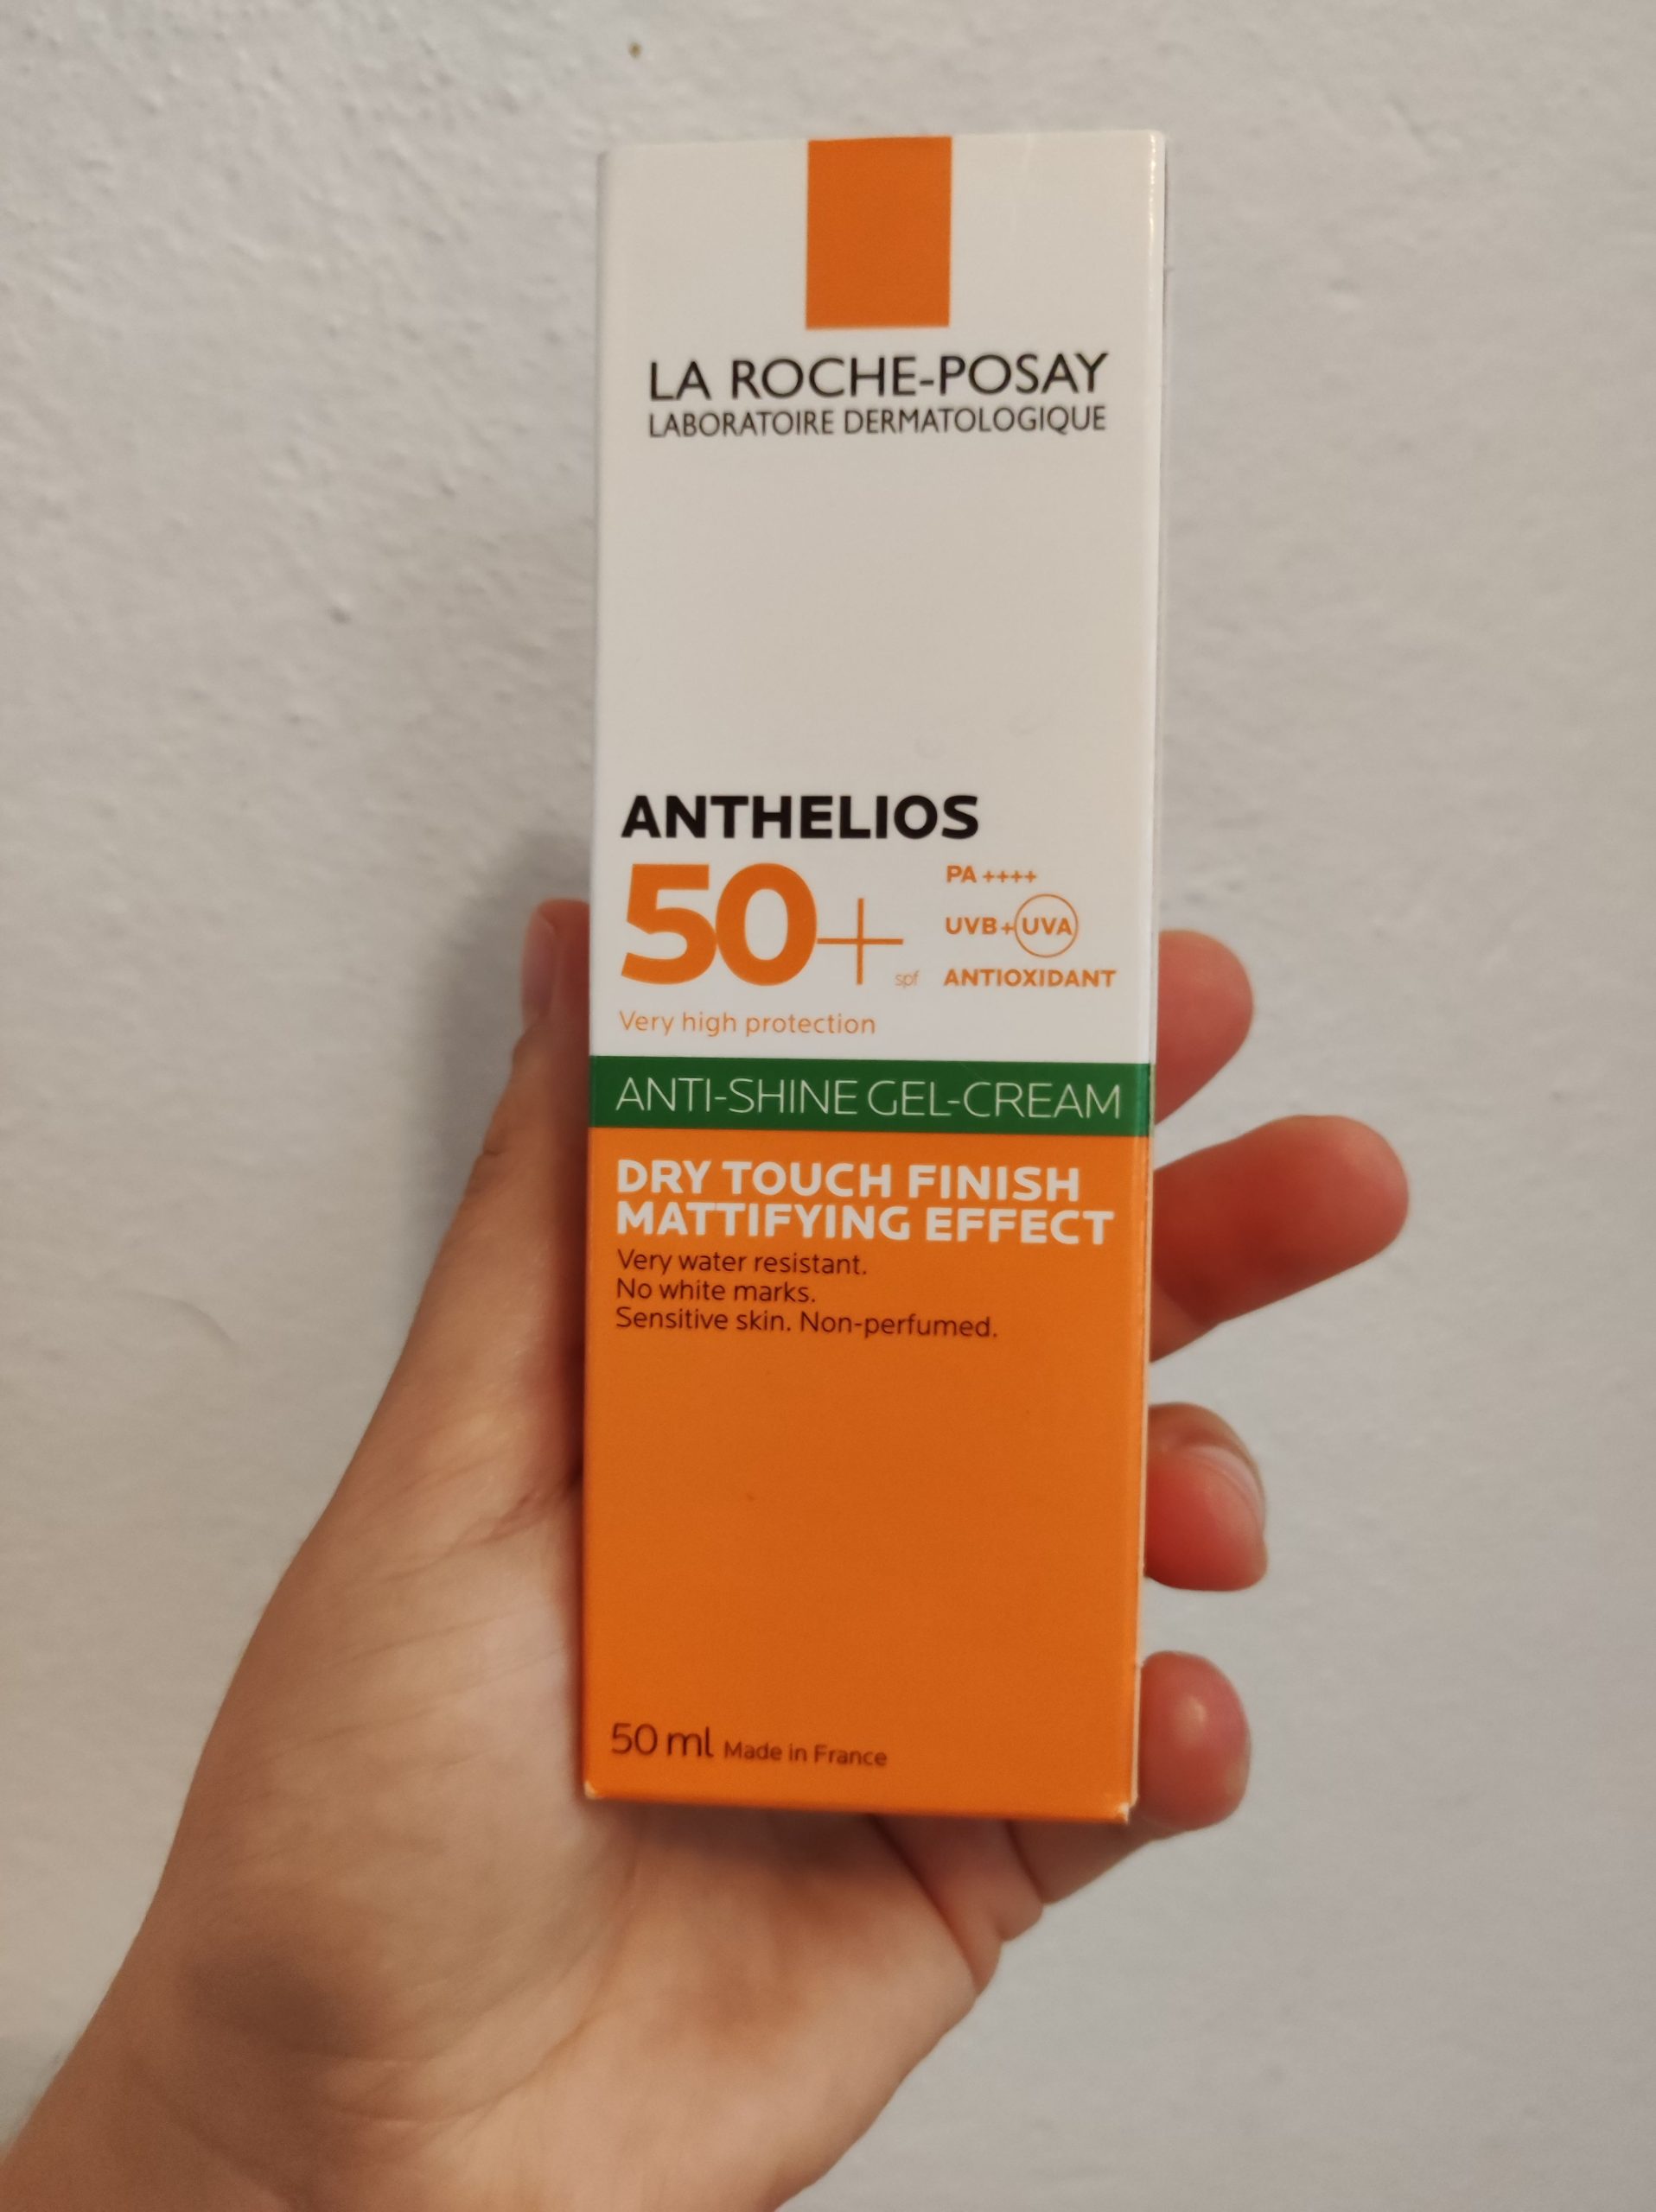 LA ROCHE-POSAY
LABORATOIRE DERMATOLOGIQUE
ANTHELIOS
50+ spf
PA ++++
UVB+UVA
ANTIOXIDANT
Very high protection
ANTI-SHINE GEL-CREAM
DRY TOUCH FINISH
MATTIFYING EFFECT
Very water resistant.
No white marks.
Sensitive skin. Non-perfumed.
50 ml Made in France